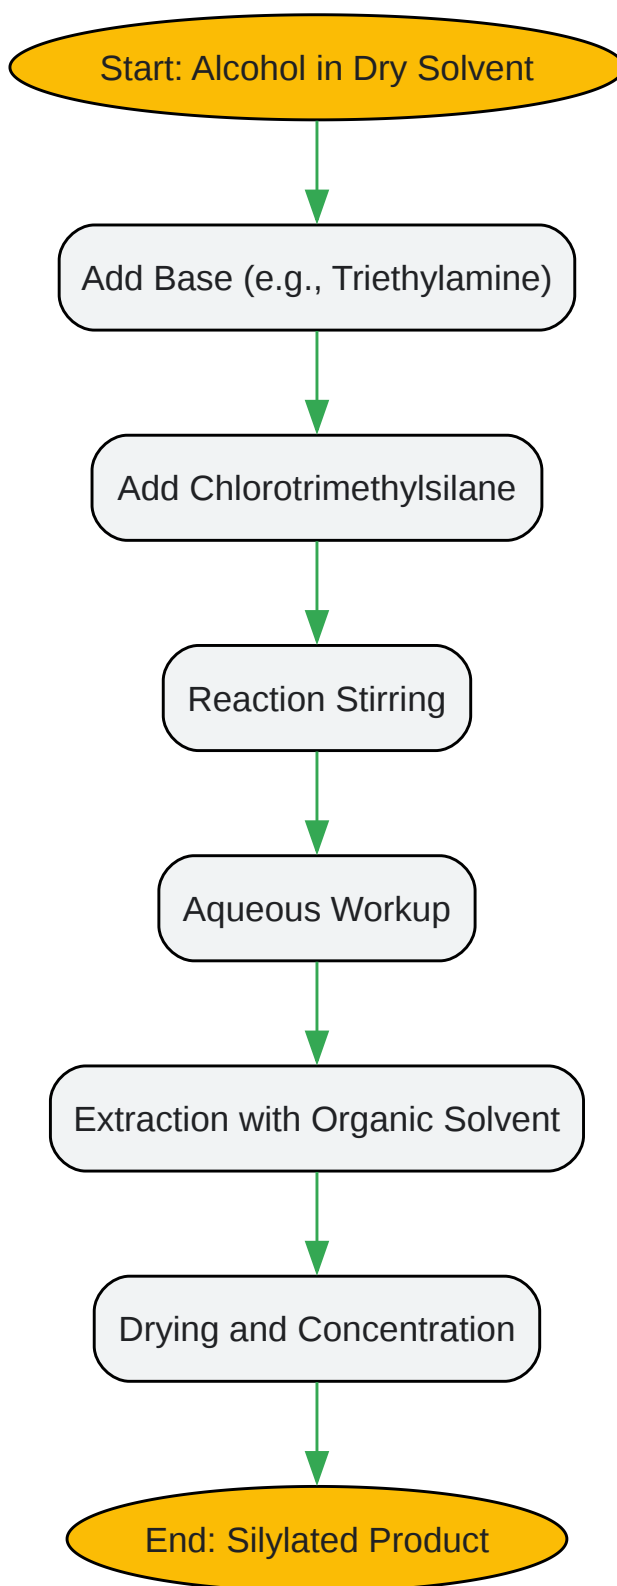 Start: Alcohol in Dry Solvent
Add Base (e.g., Triethylamine)
Add Chlorotrimethylsilane
Reaction Stirring
Aqueous Workup
Extraction with Organic Solvent
Drying and Concentration
End: Silylated Product